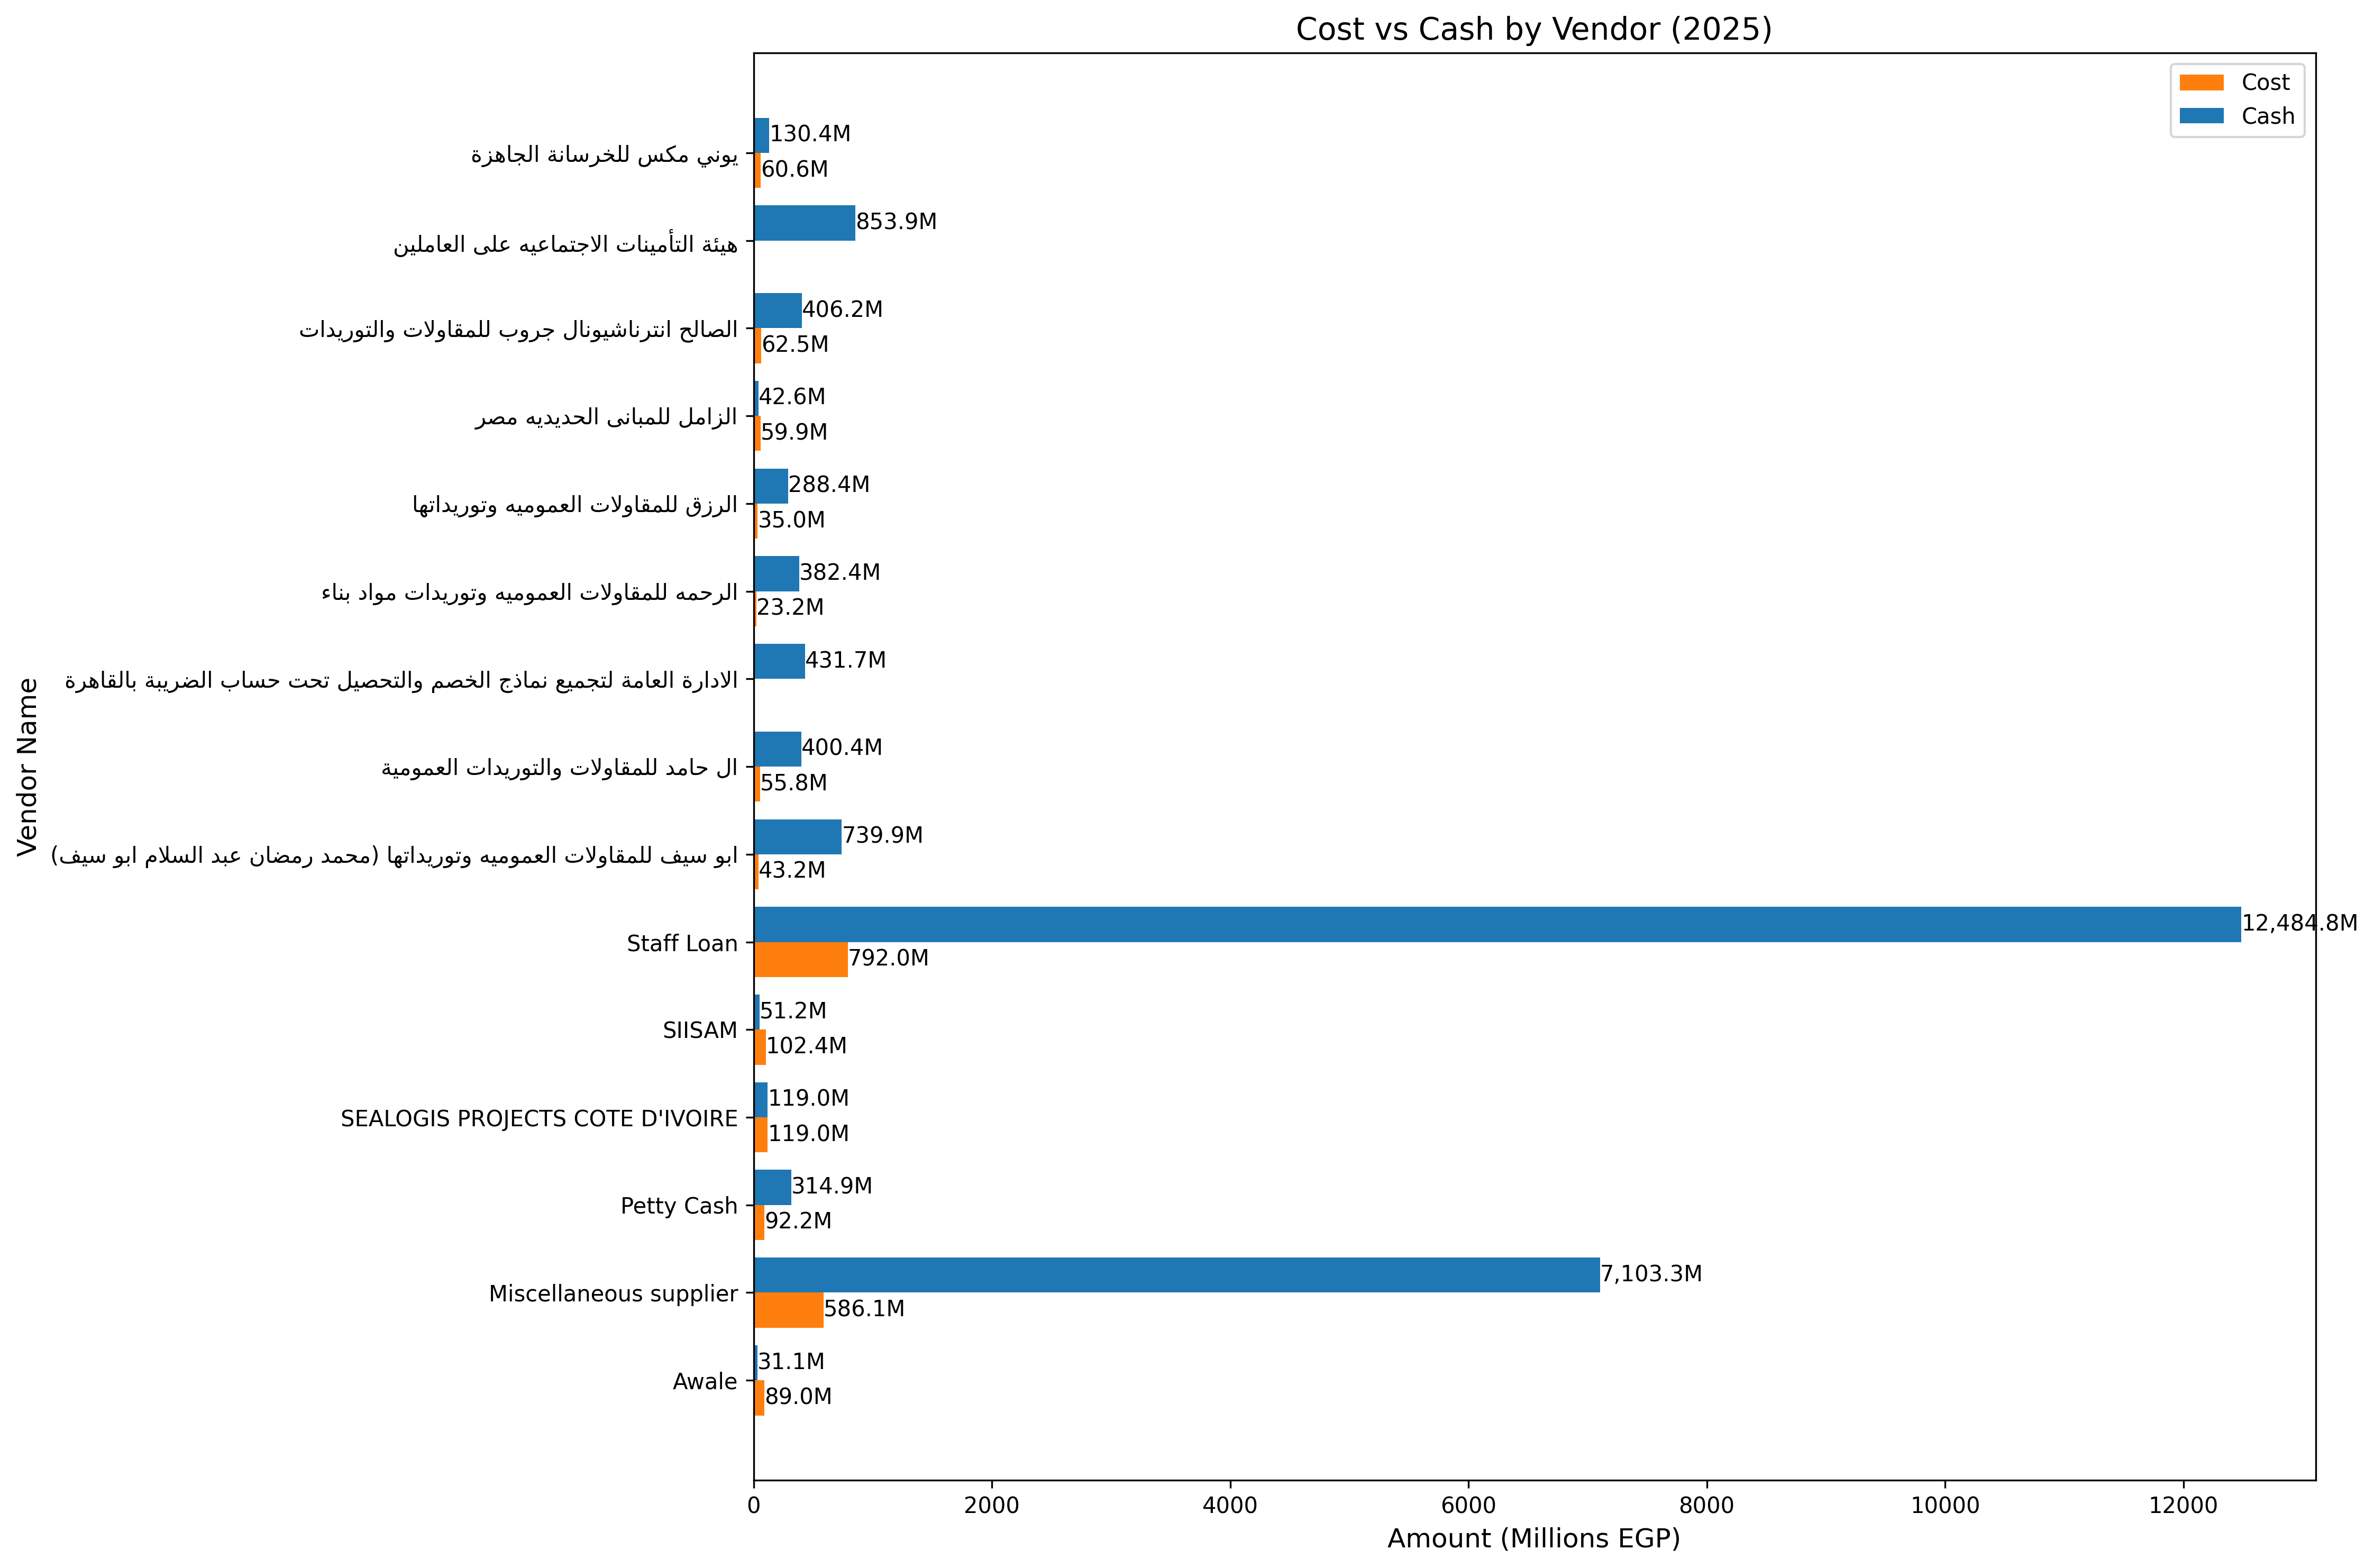 Cost vs Cash by Vendor (2025)
Cost
Cash
Vendor Name
يوني مكس للخرسانة الجاهزة
130.4M
60.6M
هيئة التأمينات الاجتماعيه على العاملين
853.9M
الصالح انترناشيونال جروب للمقاولات والتوريدات
406.2M
62.5M
الزامل للمبانى الحديديه مصر
42.6M
59.9M
الرزق للمقاولات العموميه وتوريداتها
288.4M
35.0M
الرحمه للمقاولات العموميه وتوريدات مواد بناء
382.4M
23.2M
الادارة العامة لتجميع نماذج الخصم والتحصيل تحت حساب الضريبة بالقاهرة
431.7M
ال حامد للمقاولات والتوريدات العمومية
400.4M
55.8M
ابو سيف للمقاولات العموميه وتوريداتها (محمد رمضان عبد السلام ابو سيف)
739.9M
43.2M
Staff Loan
12,484.8M
792.0M
SIISAM
51.2M
102.4M
SEALOGIS PROJECTS COTE D'IVOIRE
119.0M
119.0M
Petty Cash
314.9M
92.2M
Miscellaneous supplier
7,103.3M
586.1M
Awale
31.1M
89.0M
0 2000 4000 6000 8000 10000 12000
Amount (Millions EGP)